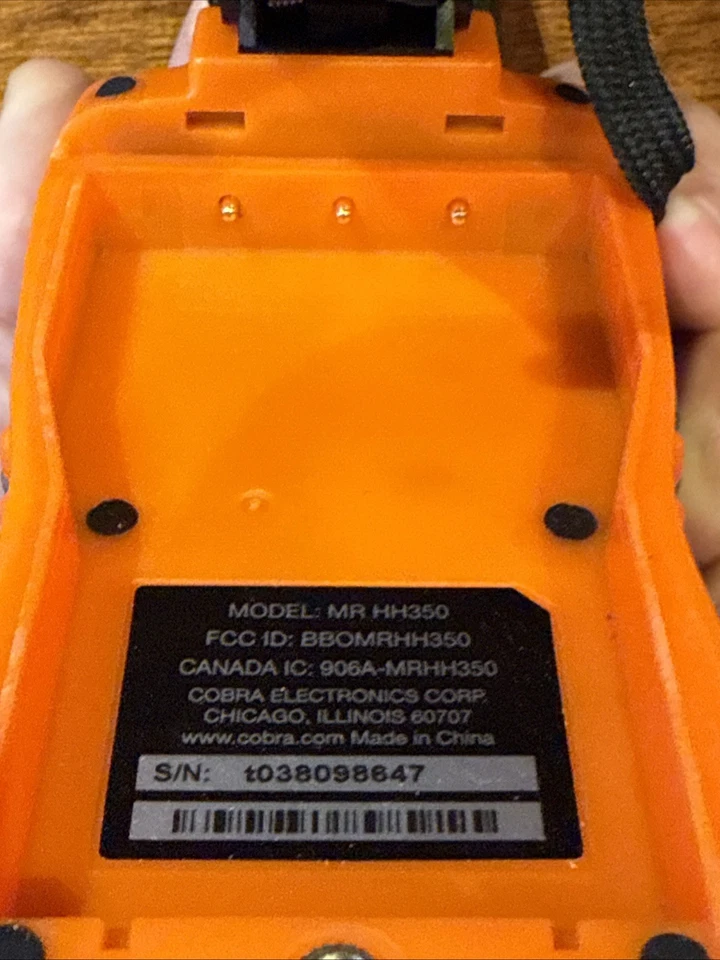 MODEL: MR HH350
FCC ID: BBOMRHH350
CANADA IC: 906A-MRHH350
COBRA ELECTRONICS CORP.
CHICAGO, ILLINOIS 60707
www.cobra.com Made in China
S/N: t038098647